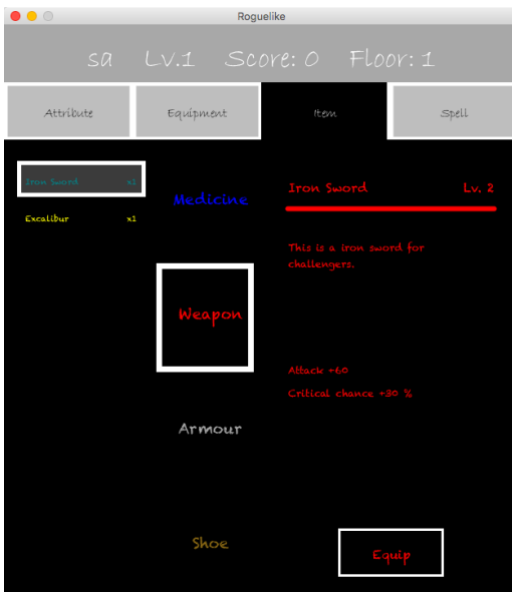 Roguelike
sa Lv.1 Score: 0 Floor: 1
Attribute Equipment Item Spell
Iron Sword x1
Excalibur x1
Medicine
Weapon
Armour
Shoe
Iron Sword Lv. 2
This is a iron sword for
challengers.
Attack +60
Critical chance +30 %
Equip